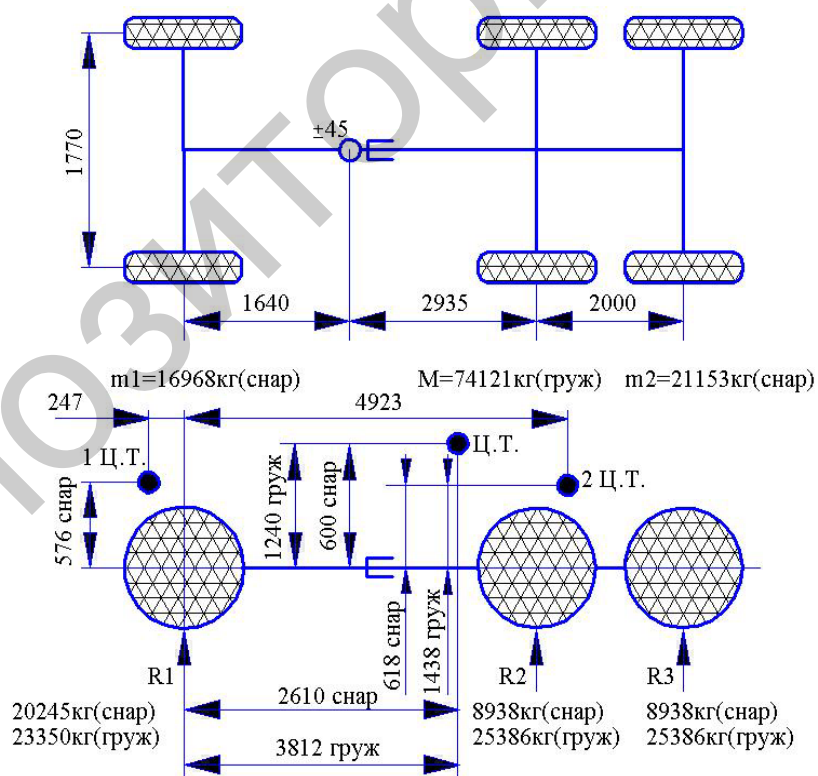 ±45
1770
1640
2935
2000
m1=16968кг(снар)
M=74121кг(груж)
m2=21153кг(снар)
247
4923
1 Ц.Т.
Ц.Т.
2 Ц.Т.
576 снар
1240 груж
600 снар
618 снар
1438 груж
R1
R2
R3
2610 снар
20245кг(снар)
23350кг(груж)
8938кг(снар)
25386кг(груж)
8938кг(снар)
25386кг(груж)
3812 груж